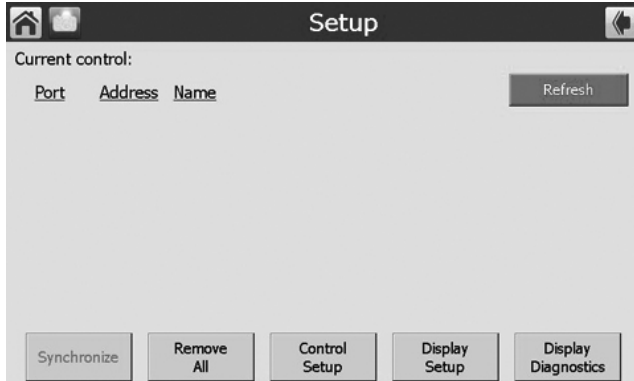 Setup
Current control:
Port Address Name
Refresh
Synchronize
Remove
All
Control
Setup
Display
Setup
Display
Diagnostics